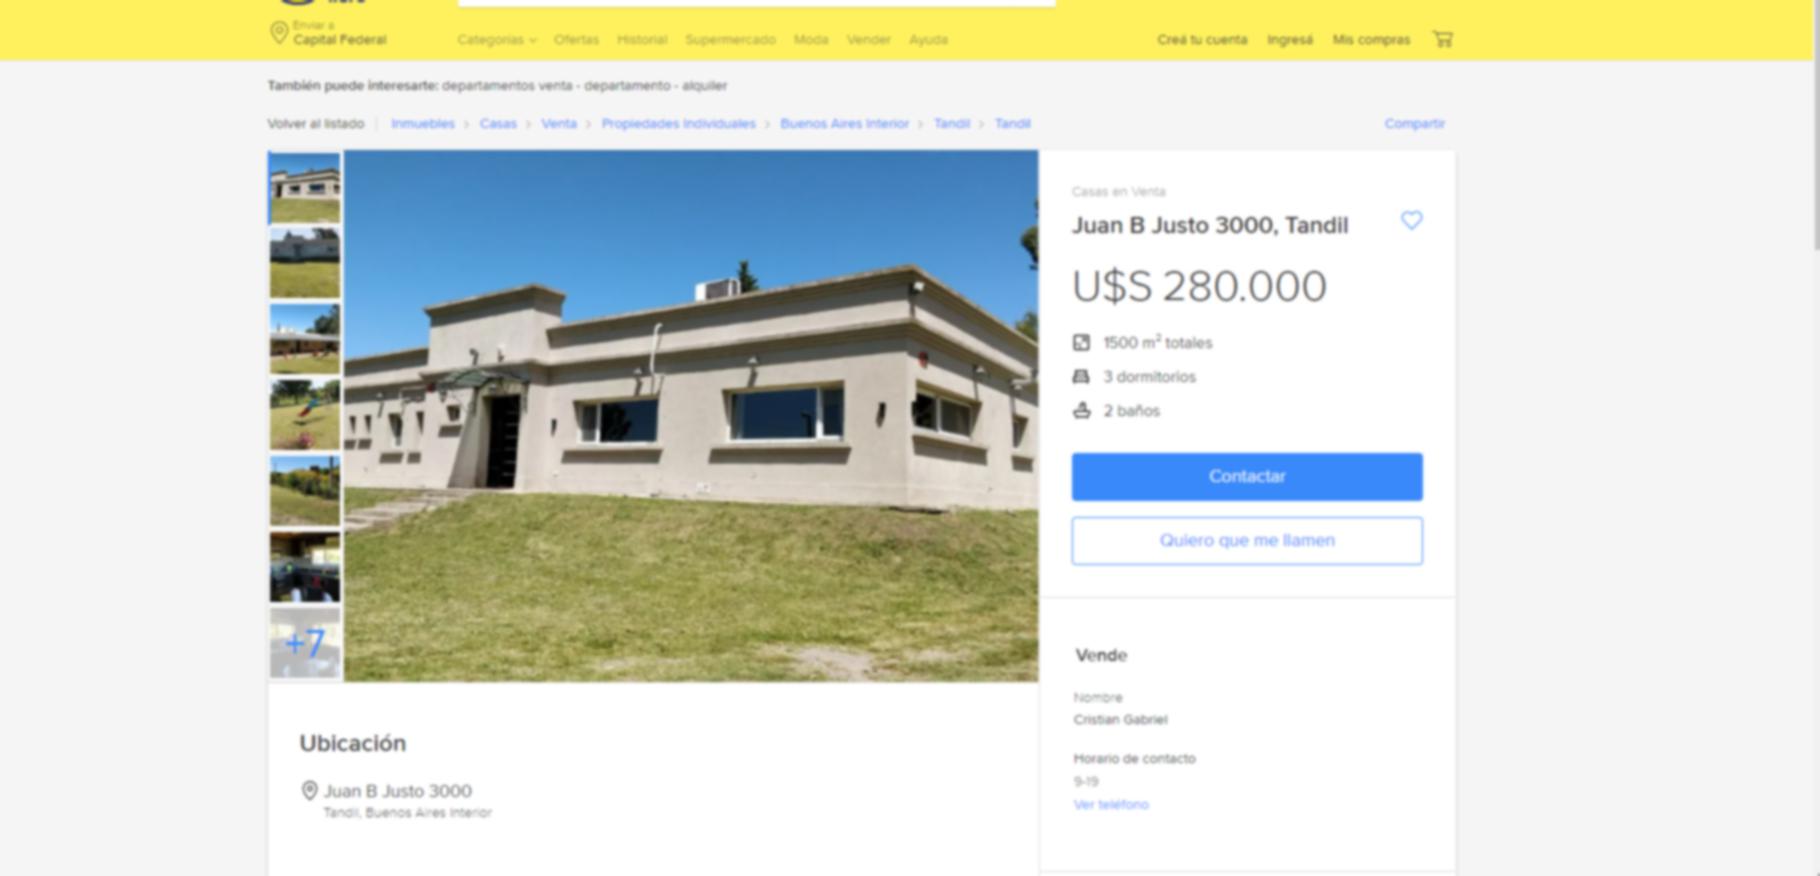 Enviar a
Capital Federal
Categorías Ofertas Historial Supermercado Moda Vender Ayuda
Creá tu cuenta Ingresá Mis compras
También puede interesarte: departamentos venta - departamento - alquiler
Volver al listado Inmuebles > Casas > Venta > Propiedades Individuales > Buenos Aires Interior > Tandil > Tandil
Compartir
+7
Casas en Venta
Juan B Justo 3000, Tandil
U$S 280.000
1500 m² totales
3 dormitorios
2 baños
Contactar
Quiero que me llamen
Vende
Nombre
Cristian Gabriel
Horario de contacto
9-19
Ver teléfono
Ubicación
Juan B Justo 3000
Tandil, Buenos Aires Interior